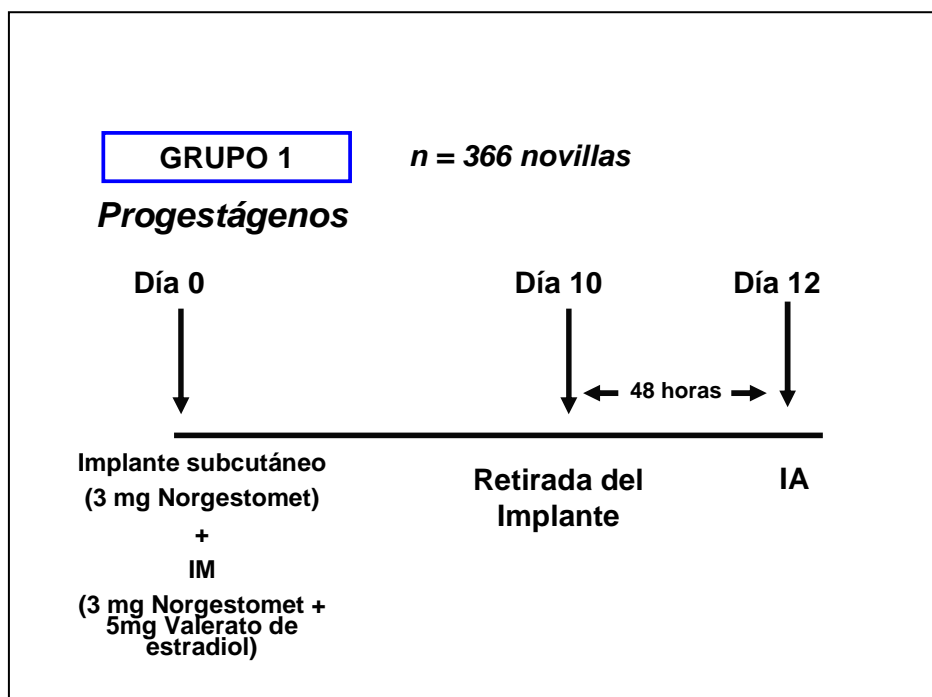 GRUPO 1
n = 366 novillas
Progestágenos
Día 0
Día 10
Día 12
48 horas
Implante subcutáneo
(3 mg Norgestomet)
+
IM
(3 mg Norgestomet +
5mg Valerato de
estradiol)
Retirada del
Implante
IA